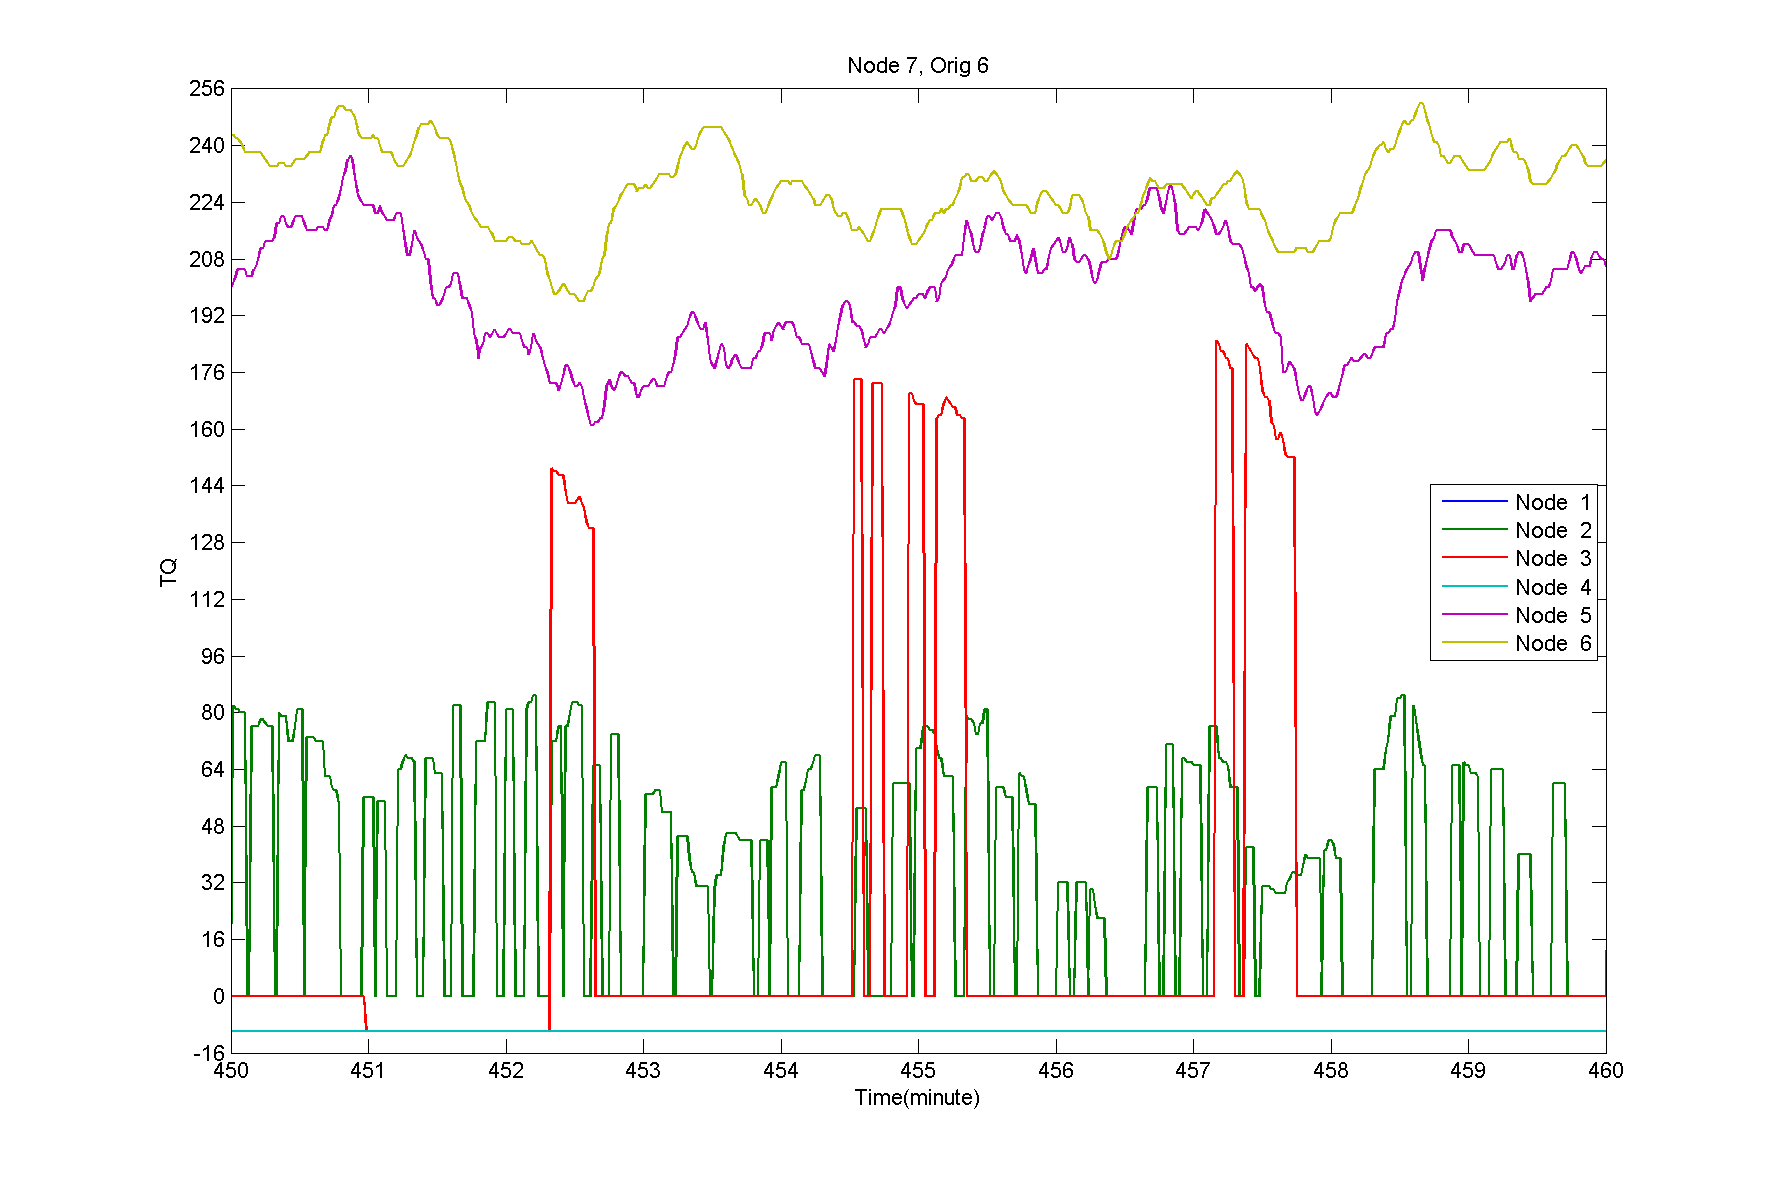 Node 7, Orig 6
256
240
224
208
192
176
160
144
128
112
96
80
64
48
32
16
0
-16
TQ
Node 1
Node 2
Node 3
Node 4
Node 5
Node 6
450 451 452 453 454 455 456 457 458 459 460
Time(minute)